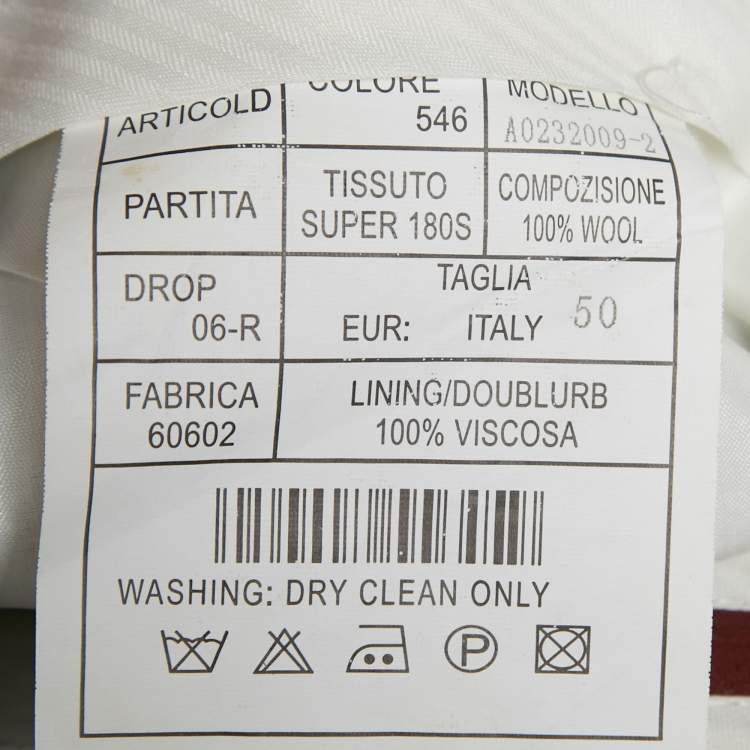 ARTICOLD
COLORE
546
MODELLO
A0232009-2
PARTITA
TISSUTO
SUPER 180S
COMPOZISIONE
100% WOOL
DROP
06-R
TAGLIA
EUR: ITALY 50
FABRICA
60602
LINING/DOUBLURB
100% VISCOSA
WASHING: DRY CLEAN ONLY
P